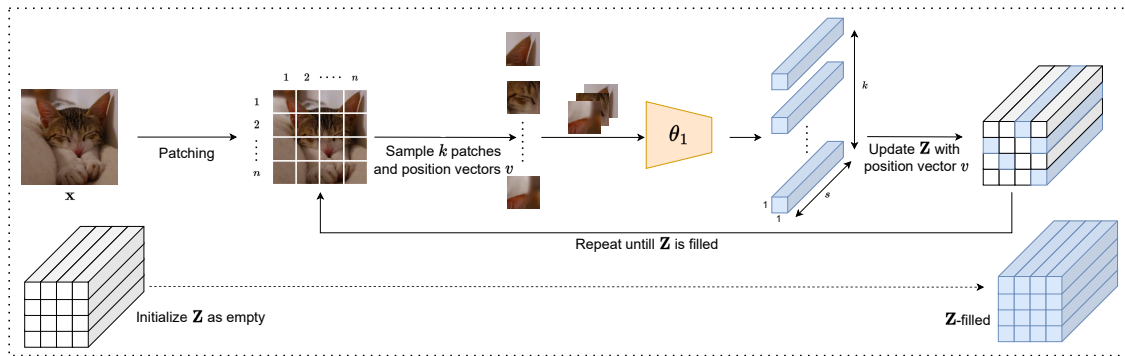 1 2 ···· n
1
2
⋮
n
x
Patching
Sample k patches
and position vectors v
θ₁
k
s
1
1
Update Z with
position vector v
Repeat untill Z is filled
Initialize Z as empty
Z-filled